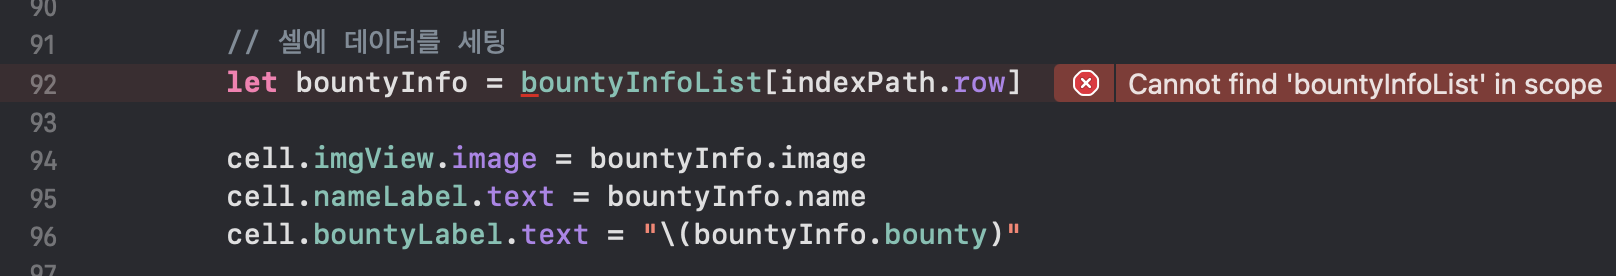 90
91 // 셀에 데이터를 세팅
92 let bountyInfo = bountyInfoList[indexPath.row] Cannot find 'bountyInfoList' in scope
93
94 cell.imgView.image = bountyInfo.image
95 cell.nameLabel.text = bountyInfo.name
96 cell.bountyLabel.text = "\(bountyInfo.bounty)"
97